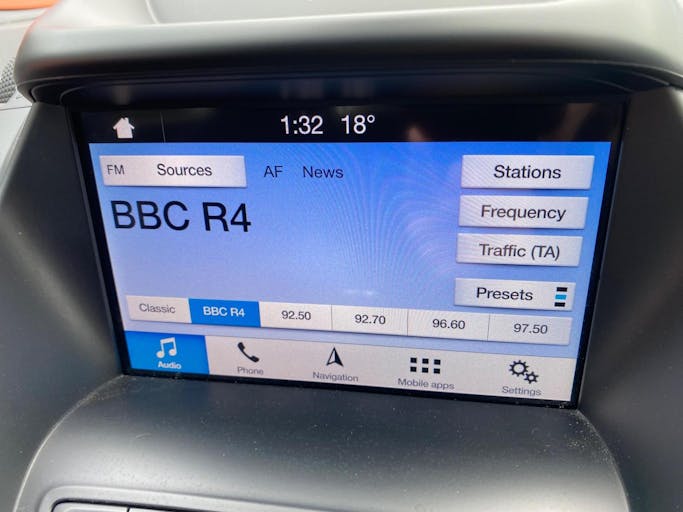 1:32 18°
FM Sources AF News Stations
BBC R4
Frequency
Traffic (TA)
Presets
Classic BBC R4 92.50 92.70 96.60 97.50
Audio Phone Navigation Mobile apps Settings